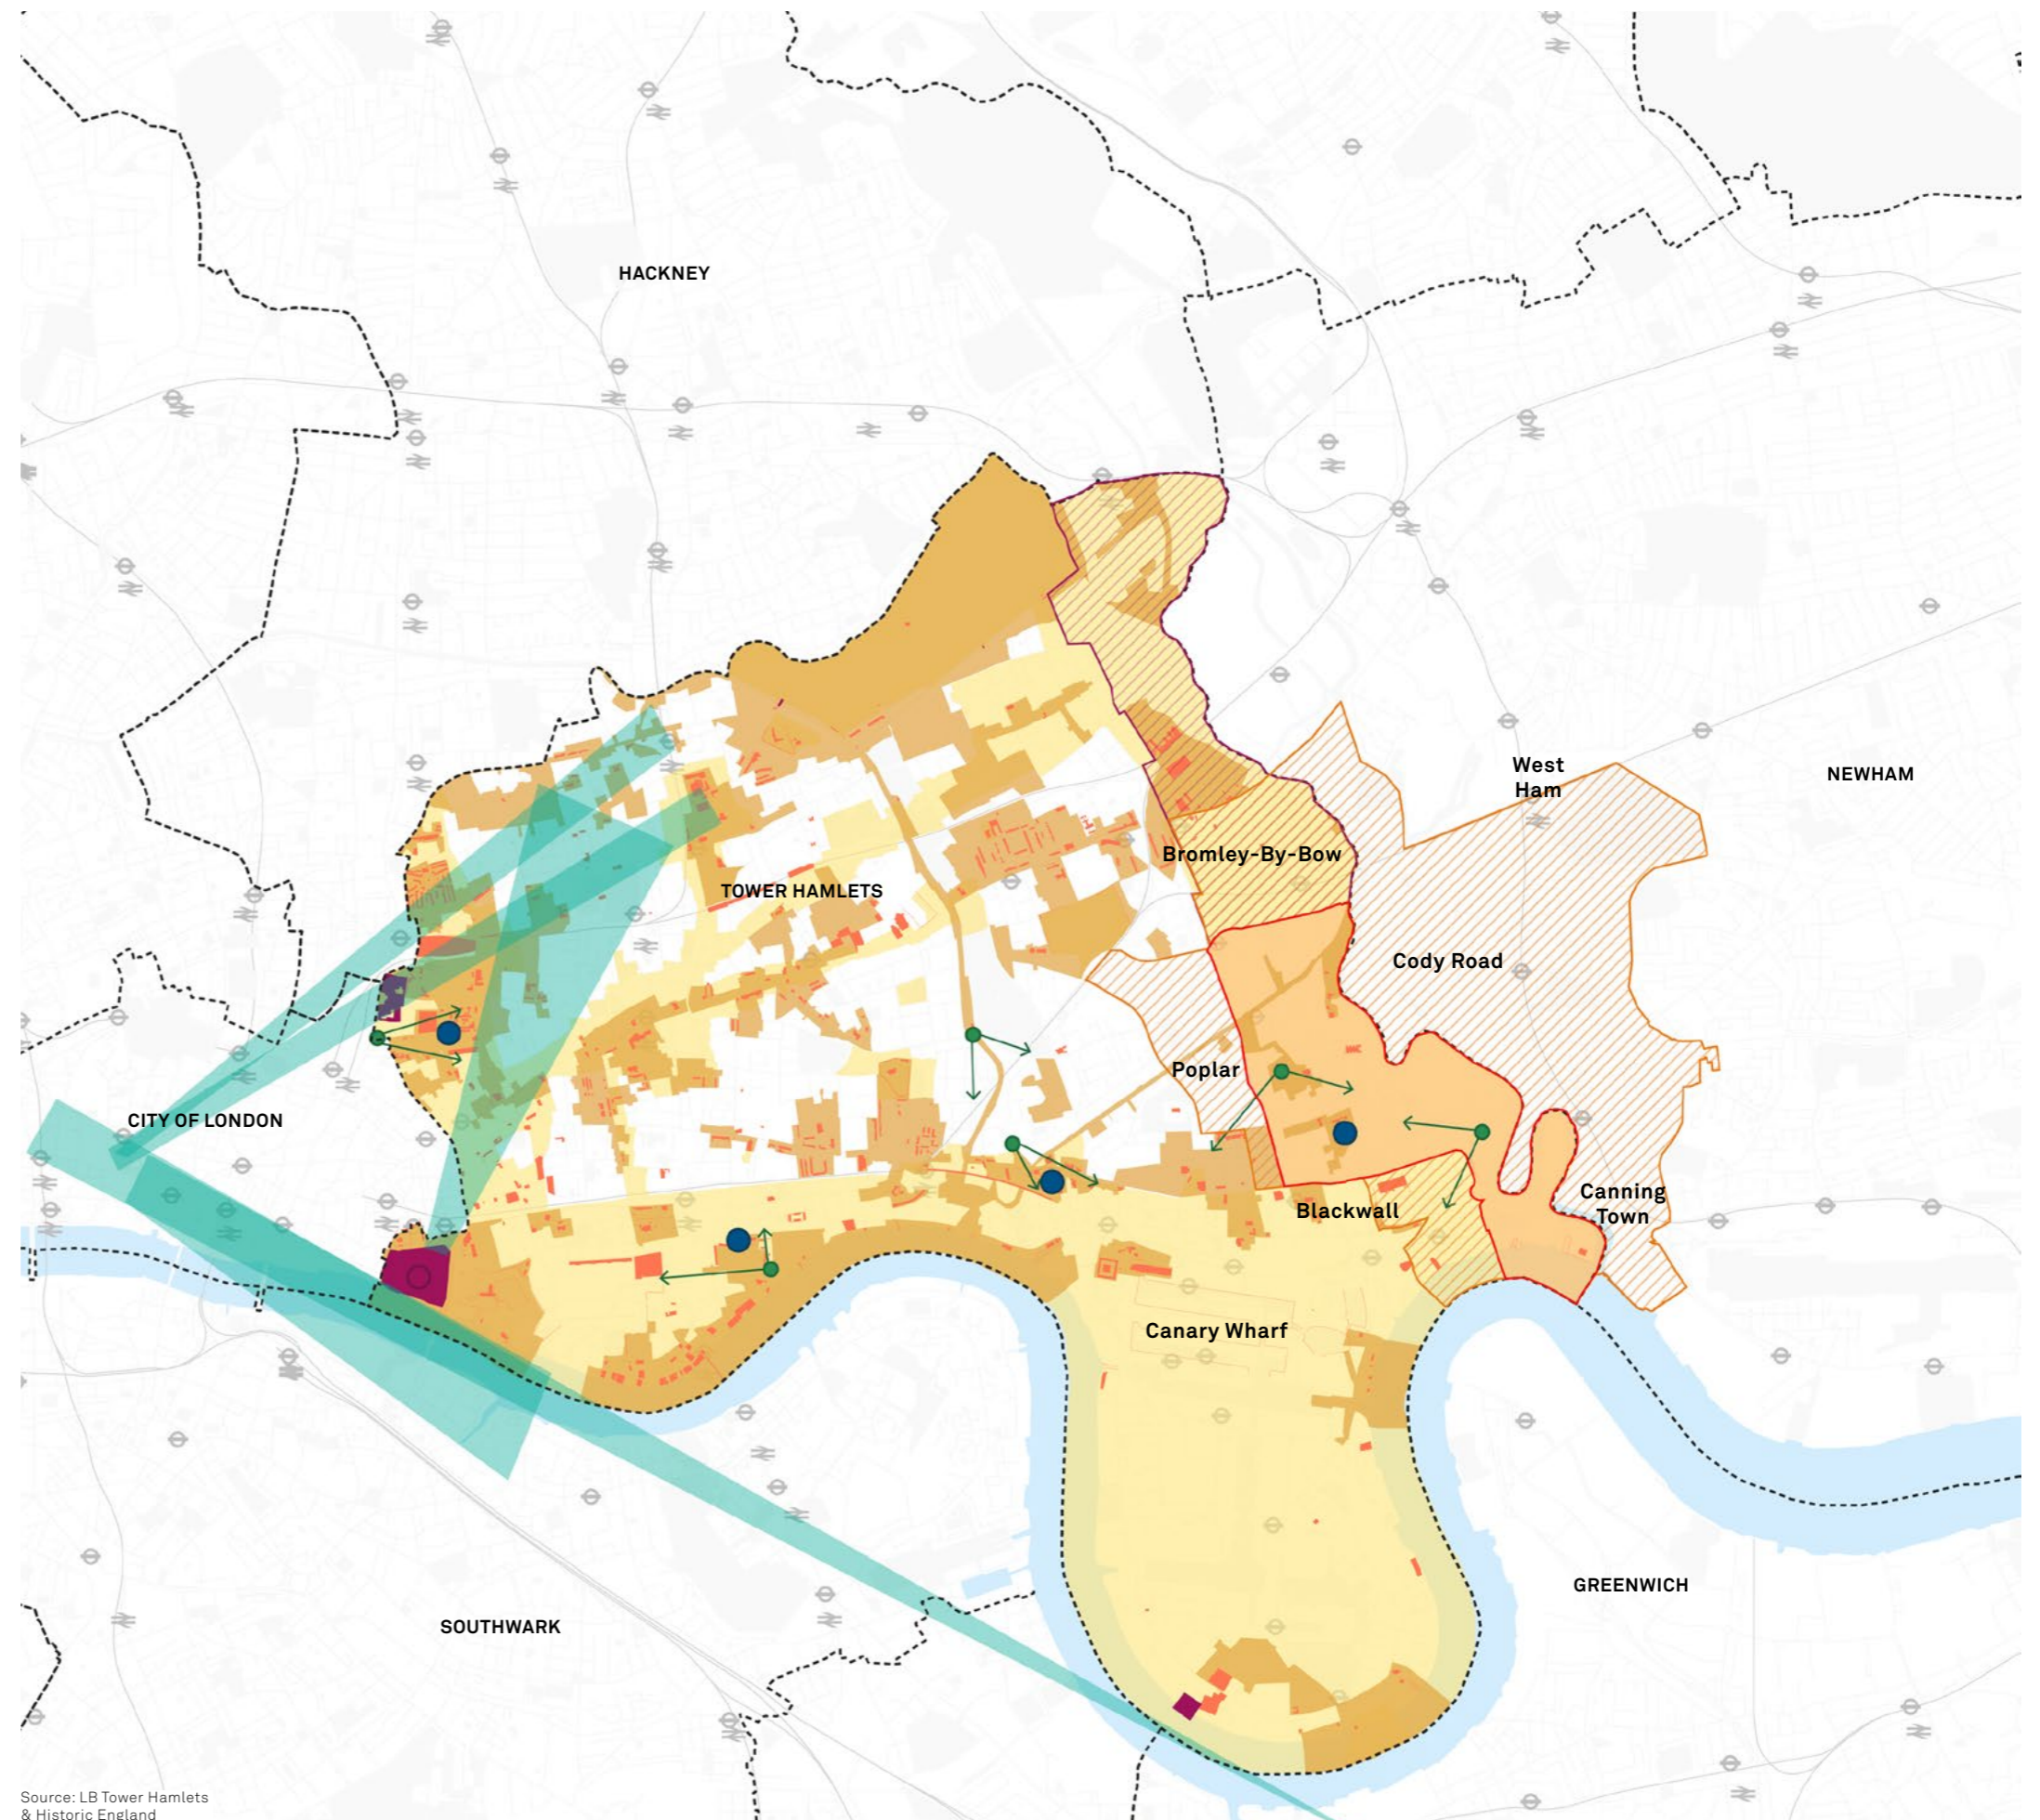 HACKNEY
West
Ham
NEWHAM
Bromley-By-Bow
TOWER HAMLETS
Cody Road
Poplar
CITY OF LONDON
Canning
Town
Blackwall
Canary Wharf
GREENWICH
SOUTHWARK
Source: LB Tower Hamlets
& Historic England